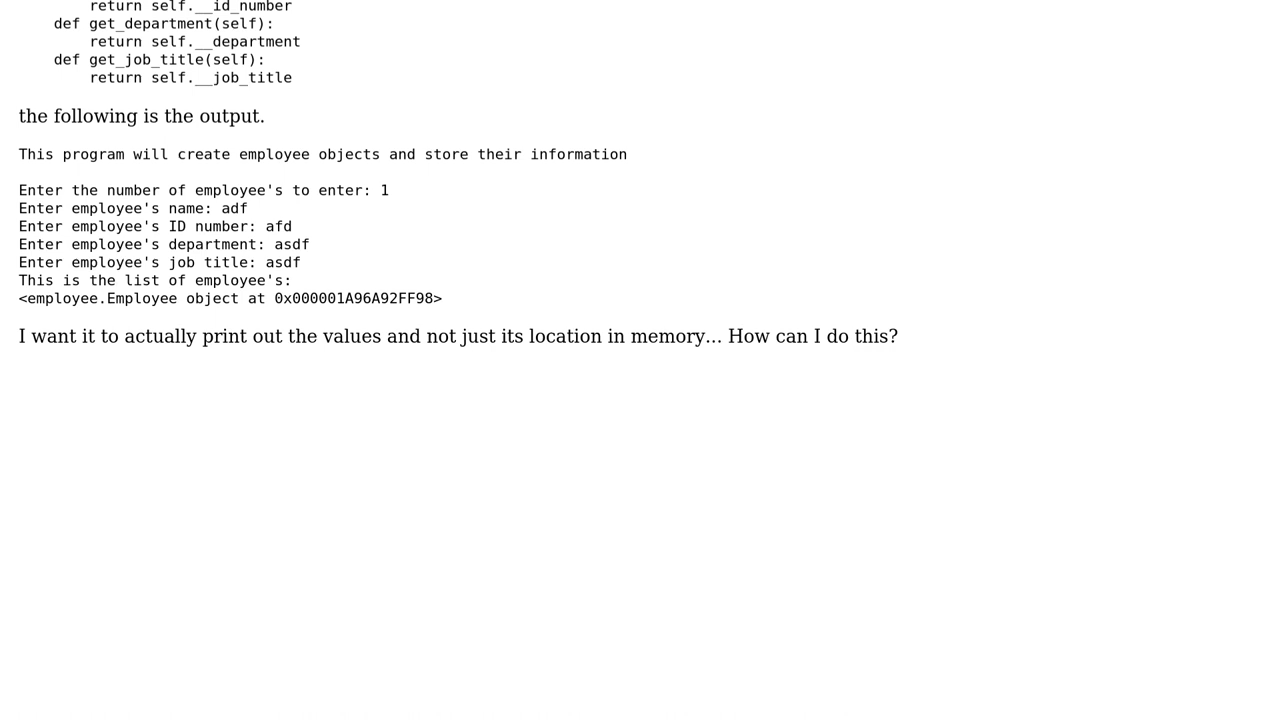 return self.__id_number
    def get_department(self):
        return self.__department
    def get_job_title(self):
        return self.__job_title
the following is the output.
This program will create employee objects and store their information
Enter the number of employee's to enter: 1
Enter employee's name: adf
Enter employee's ID number: afd
Enter employee's department: asdf
Enter employee's job title: asdf
This is the list of employee's:
<employee.Employee object at 0x000001A96A92FF98>
I want it to actually print out the values and not just its location in memory... How can I do this?